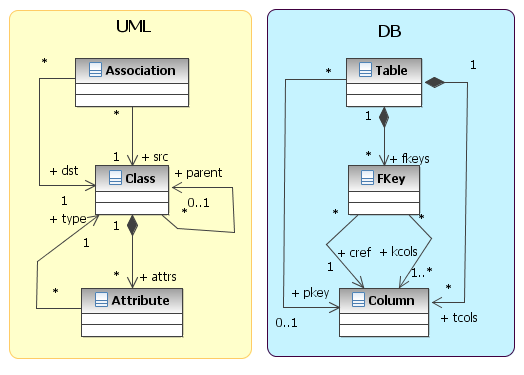 UML
*
Association
*
1
+ src
+ dst
1
Class
+ parent
0..1
*
+ type
1
1
*
+ attrs
*
Attribute
DB
*
Table
1
1
*
+ fkeys
FKey
*
*
+ cref
+ kcols
1
1..*
+ pkey
0..1
Column
*
+ tcols